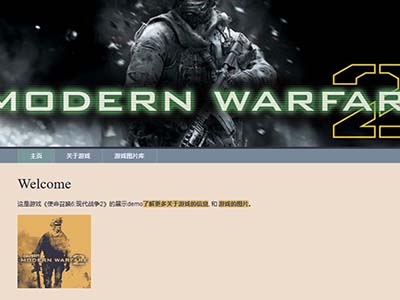 MODERN WARFARE
2
主页 关于游戏 游戏图片库
Welcome
这是游戏《使命召唤6:现代战争2》的展示demo了解更多关于游戏的信息, 和 游戏的图片。
MODERN WARFARE